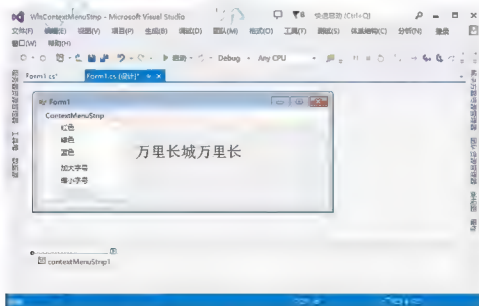 WhsContextMenuStrip - Microsoft Visual Studio
快速启动 (Ctrl+Q)
文件(F) 编辑(E) 视图(V) 项目(P) 生成(B) 调试(D) 团队(M) 格式(O) 工具(T) 测试(S) 体系结构(C) 分析(N) 登录
窗口(W) 帮助(H)
启动 Debug Any CPU
Form1.cs* Form1.cs [设计]*
Form1
ContextMenuStrip
红色
绿色
蓝色
加大字号
缩小字号
万里长城万里长
contextMenuStrip1